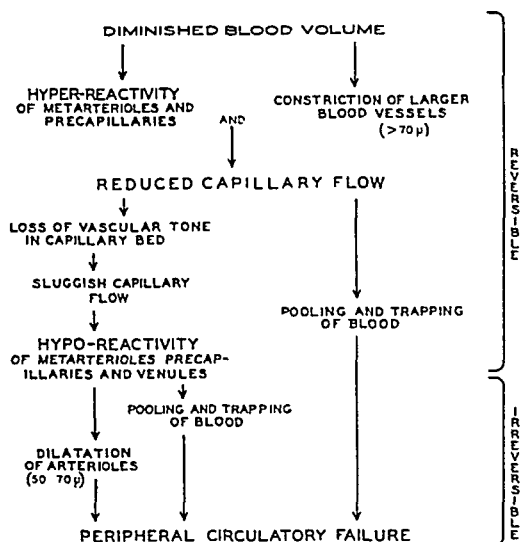 DIMINISHED BLOOD VOLUME
HYPER-REACTIVITY
OF METARTERIOLES AND
PRECAPILLARIES
AND
CONSTRICTION OF LARGER
BLOOD VESSELS
(>70μ)
REDUCED CAPILLARY FLOW
LOSS OF VASCULAR TONE
IN CAPILLARY BED
SLUGGISH CAPILLARY
FLOW
POOLING AND TRAPPING
OF BLOOD
HYPO-REACTIVITY
OF METARTERIOLES PRECAP-
ILLARIES AND VENULES
POOLING AND TRAPPING
OF BLOOD
DILATATION
OF ARTERIOLES
(50 70μ)
PERIPHERAL CIRCULATORY FAILURE
REVERSIBLE
IRREVERSIBLE